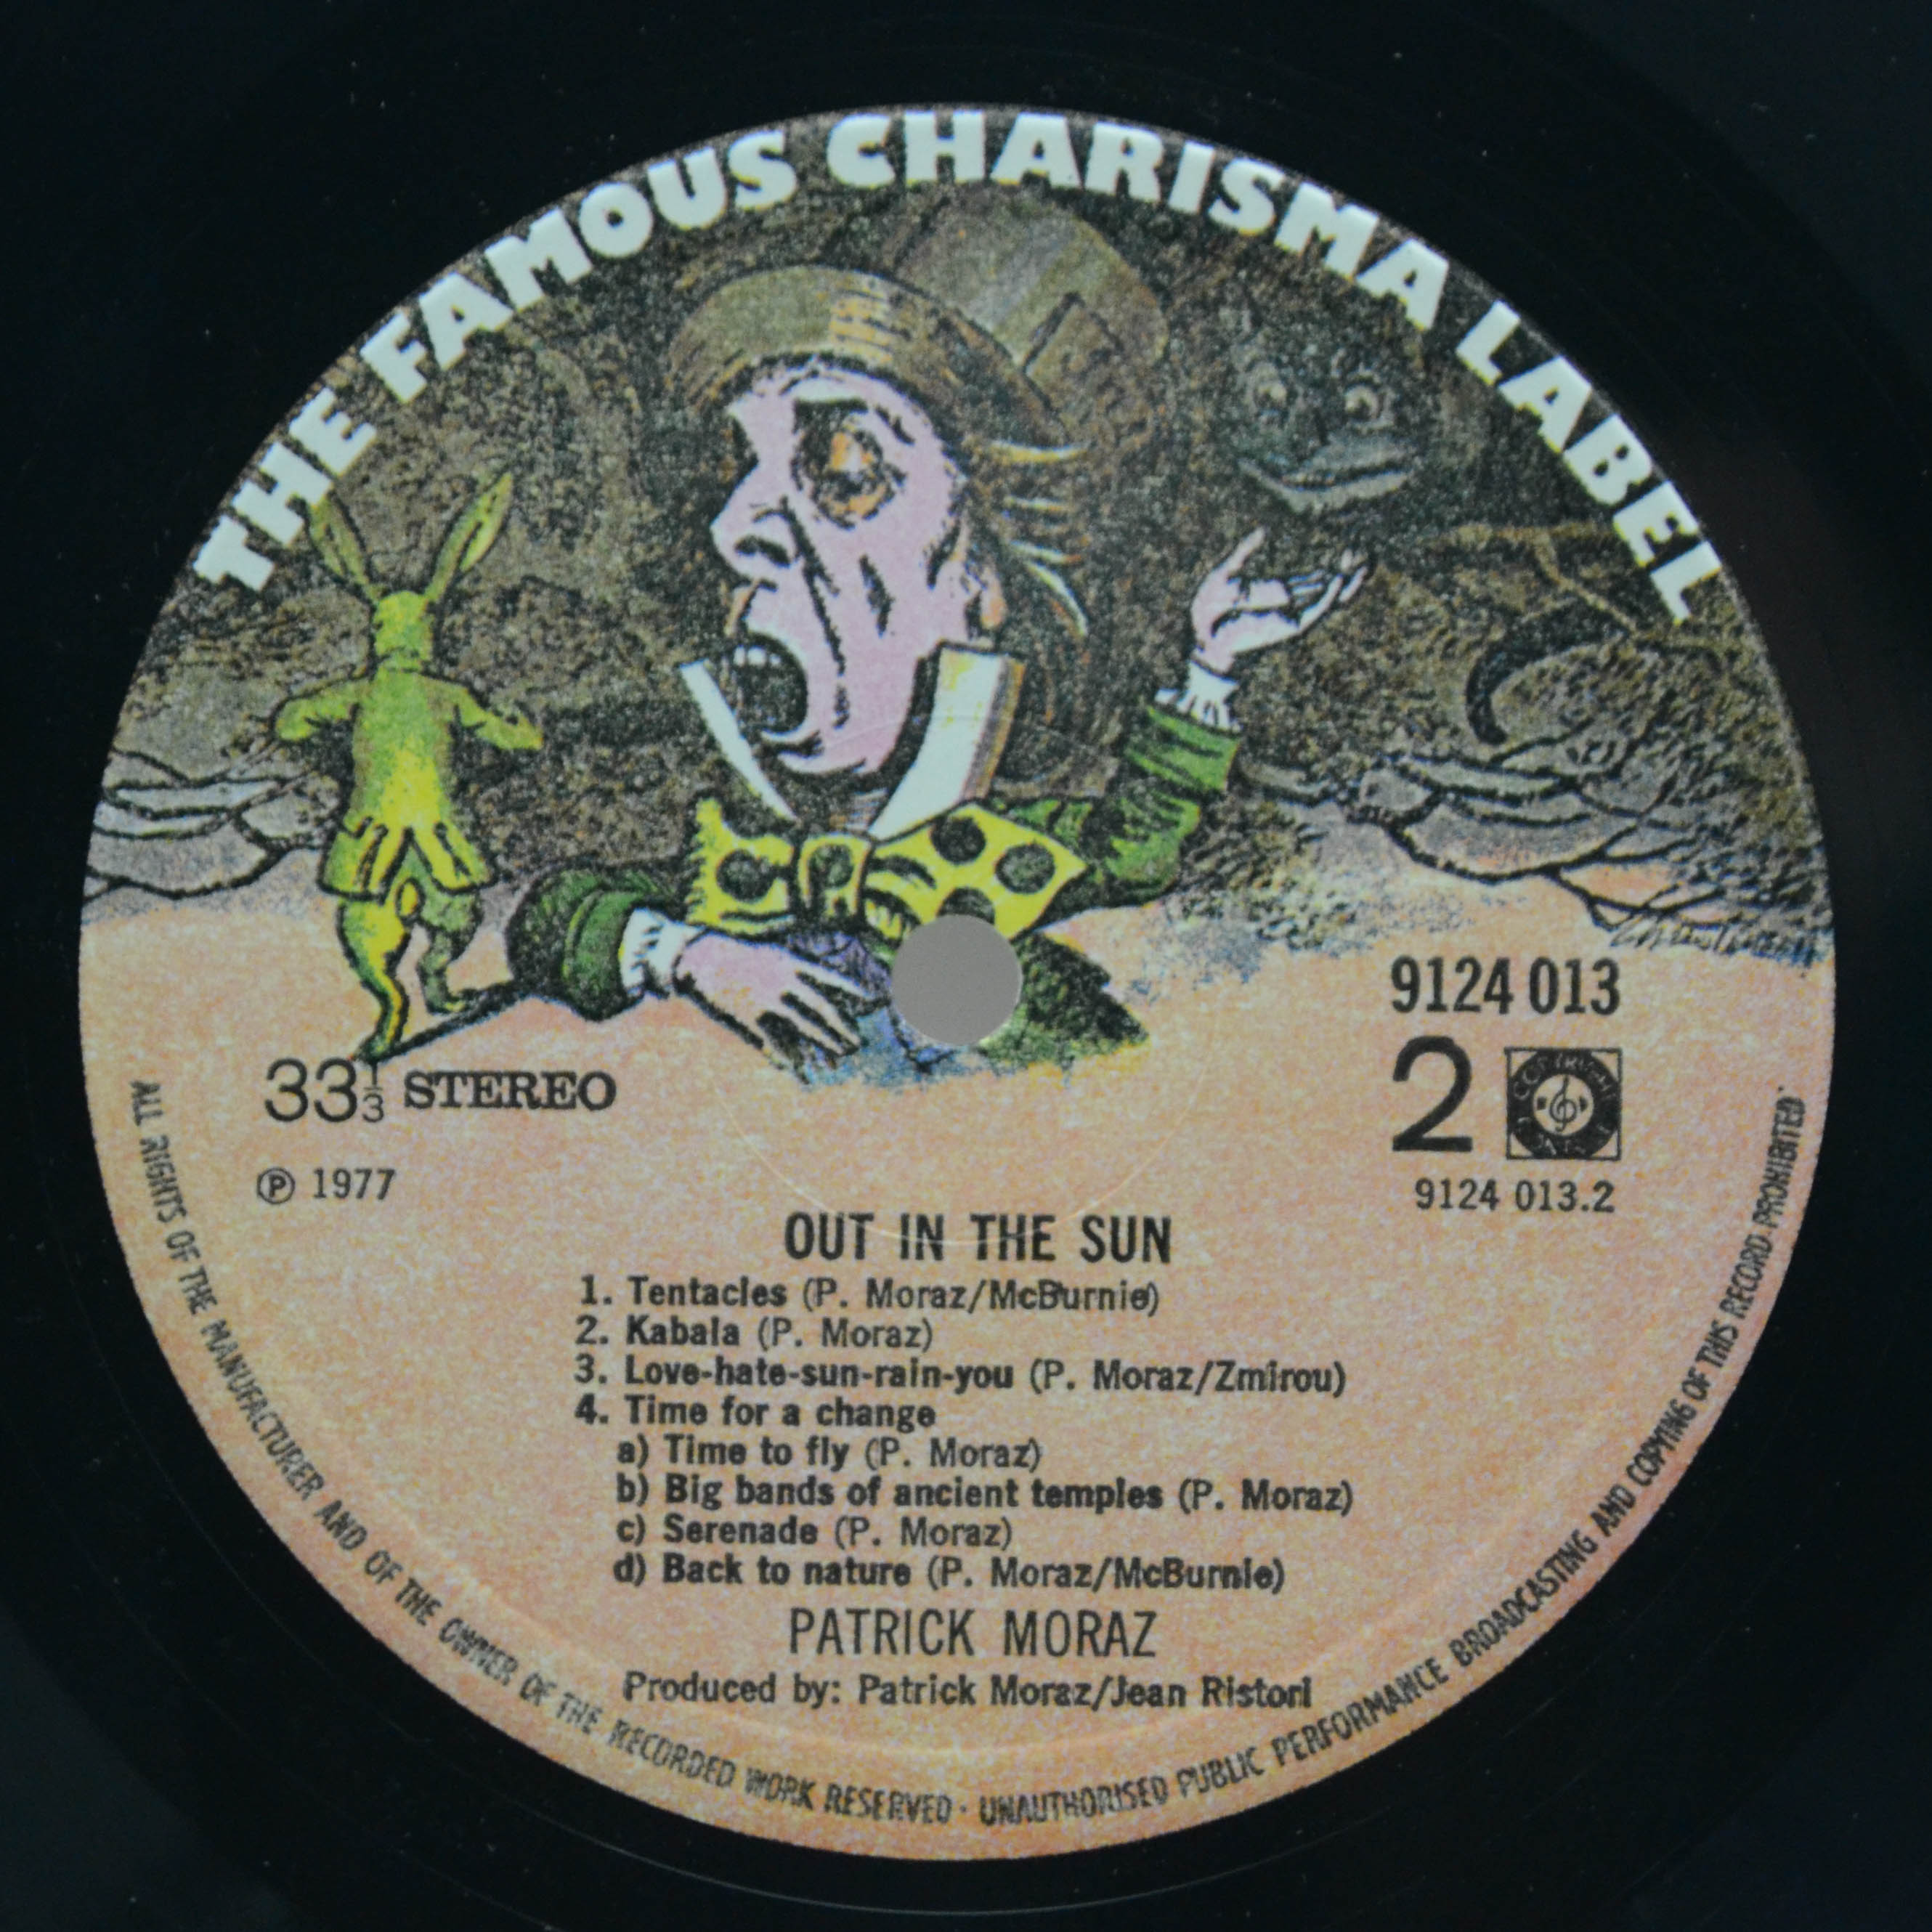 THE FAMOUS CHARISMA LABEL
9124 013
2
33⅓ STEREO
℗ 1977
9124 013.2
OUT IN THE SUN
1. Tentacles (P. Moraz/McBurnie)
2. Kabala (P. Moraz)
3. Love-hate-sun-rain-you (P. Moraz/Zmirou)
4. Time for a change
a) Time to fly (P. Moraz)
b) Big bands of ancient temples (P. Moraz)
c) Serenade (P. Moraz)
d) Back to nature (P. Moraz/McBurnie)
PATRICK MORAZ
Produced by: Patrick Moraz/Jean Ristori
ALL RIGHTS OF THE MANUFACTURER AND OF THE OWNER OF THE RECORDED WORK RESERVED · UNAUTHORISED PUBLIC PERFORMANCE BROADCASTING AND COPYING OF THIS RECORD PROHIBITED